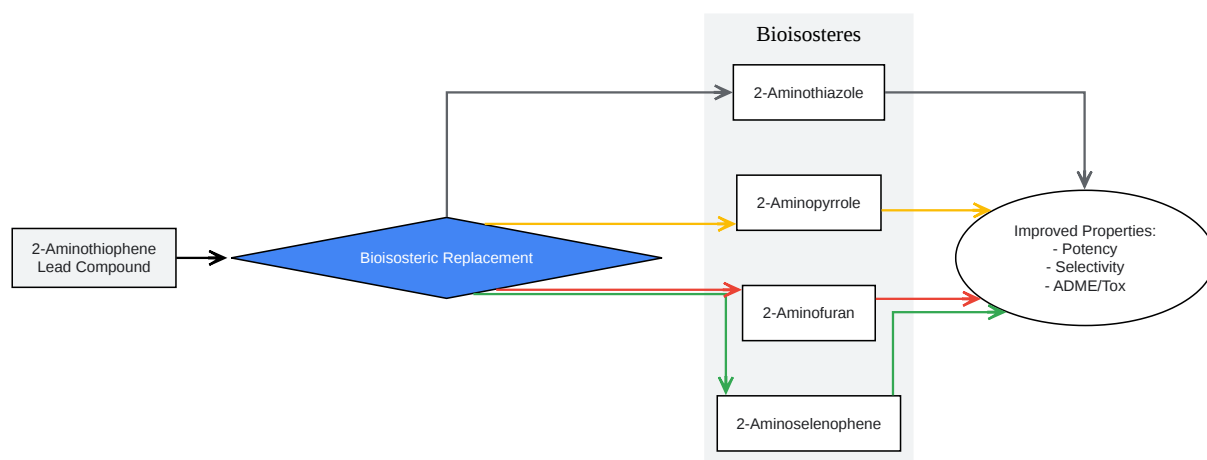 Bioisosteres
2-Aminothiazole
2-Aminopyrrole
2-Aminothiophene
Lead Compound
Bioisosteric Replacement
Improved Properties:
- Potency
- Selectivity
- ADME/Tox
2-Aminofuran
2-Aminoselenophene